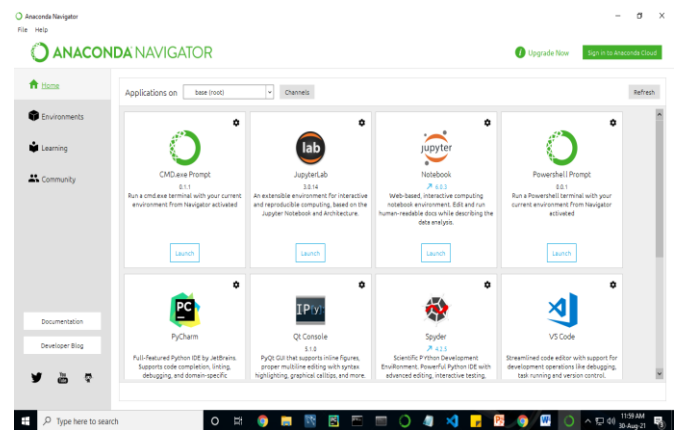 Anaconda Navigator
File Help
ANACONDA NAVIGATOR
Upgrade Now
Sign in to Anaconda Cloud
Home
Environments
Learning
Community
Documentation
Developer Blog
Applications on
base (root)
Channels
Refresh
CMD.exe Prompt
0.1.1
Run a cmd.exe terminal with your current
environment from Navigator activated
Launch
lab
JupyterLab
3.0.14
An extensible environment for interactive
and reproducible computing, based on the
Jupyter Notebook and Architecture.
Launch
jupyter
Notebook
Web-based, interactive computing
notebook environment. Edit and run
human-readable docs while describing the
data analysis.
Launch
Powershell Prompt
0.0.1
Run a Powershell terminal with your
current environment from Navigator
activated
Launch
PC
PyCharm
Full-featured Python IDE by JetBrains.
Supports code completion, linting,
debugging, and domain-specific
IP[y]:
Qt Console
5.1.0
PyQt GUI that supports inline figures,
proper multiline editing with syntax
highlighting, graphical calltips, and more.
Spyder
4.2.5
Scientific Python Development
EnviRonment. Powerful Python IDE with
advanced editing, interactive testing,
VS Code
Streamlined code editor with support for
development operations like debugging,
task running and version control.
Type here to search
11:59 AM
30-Aug-21